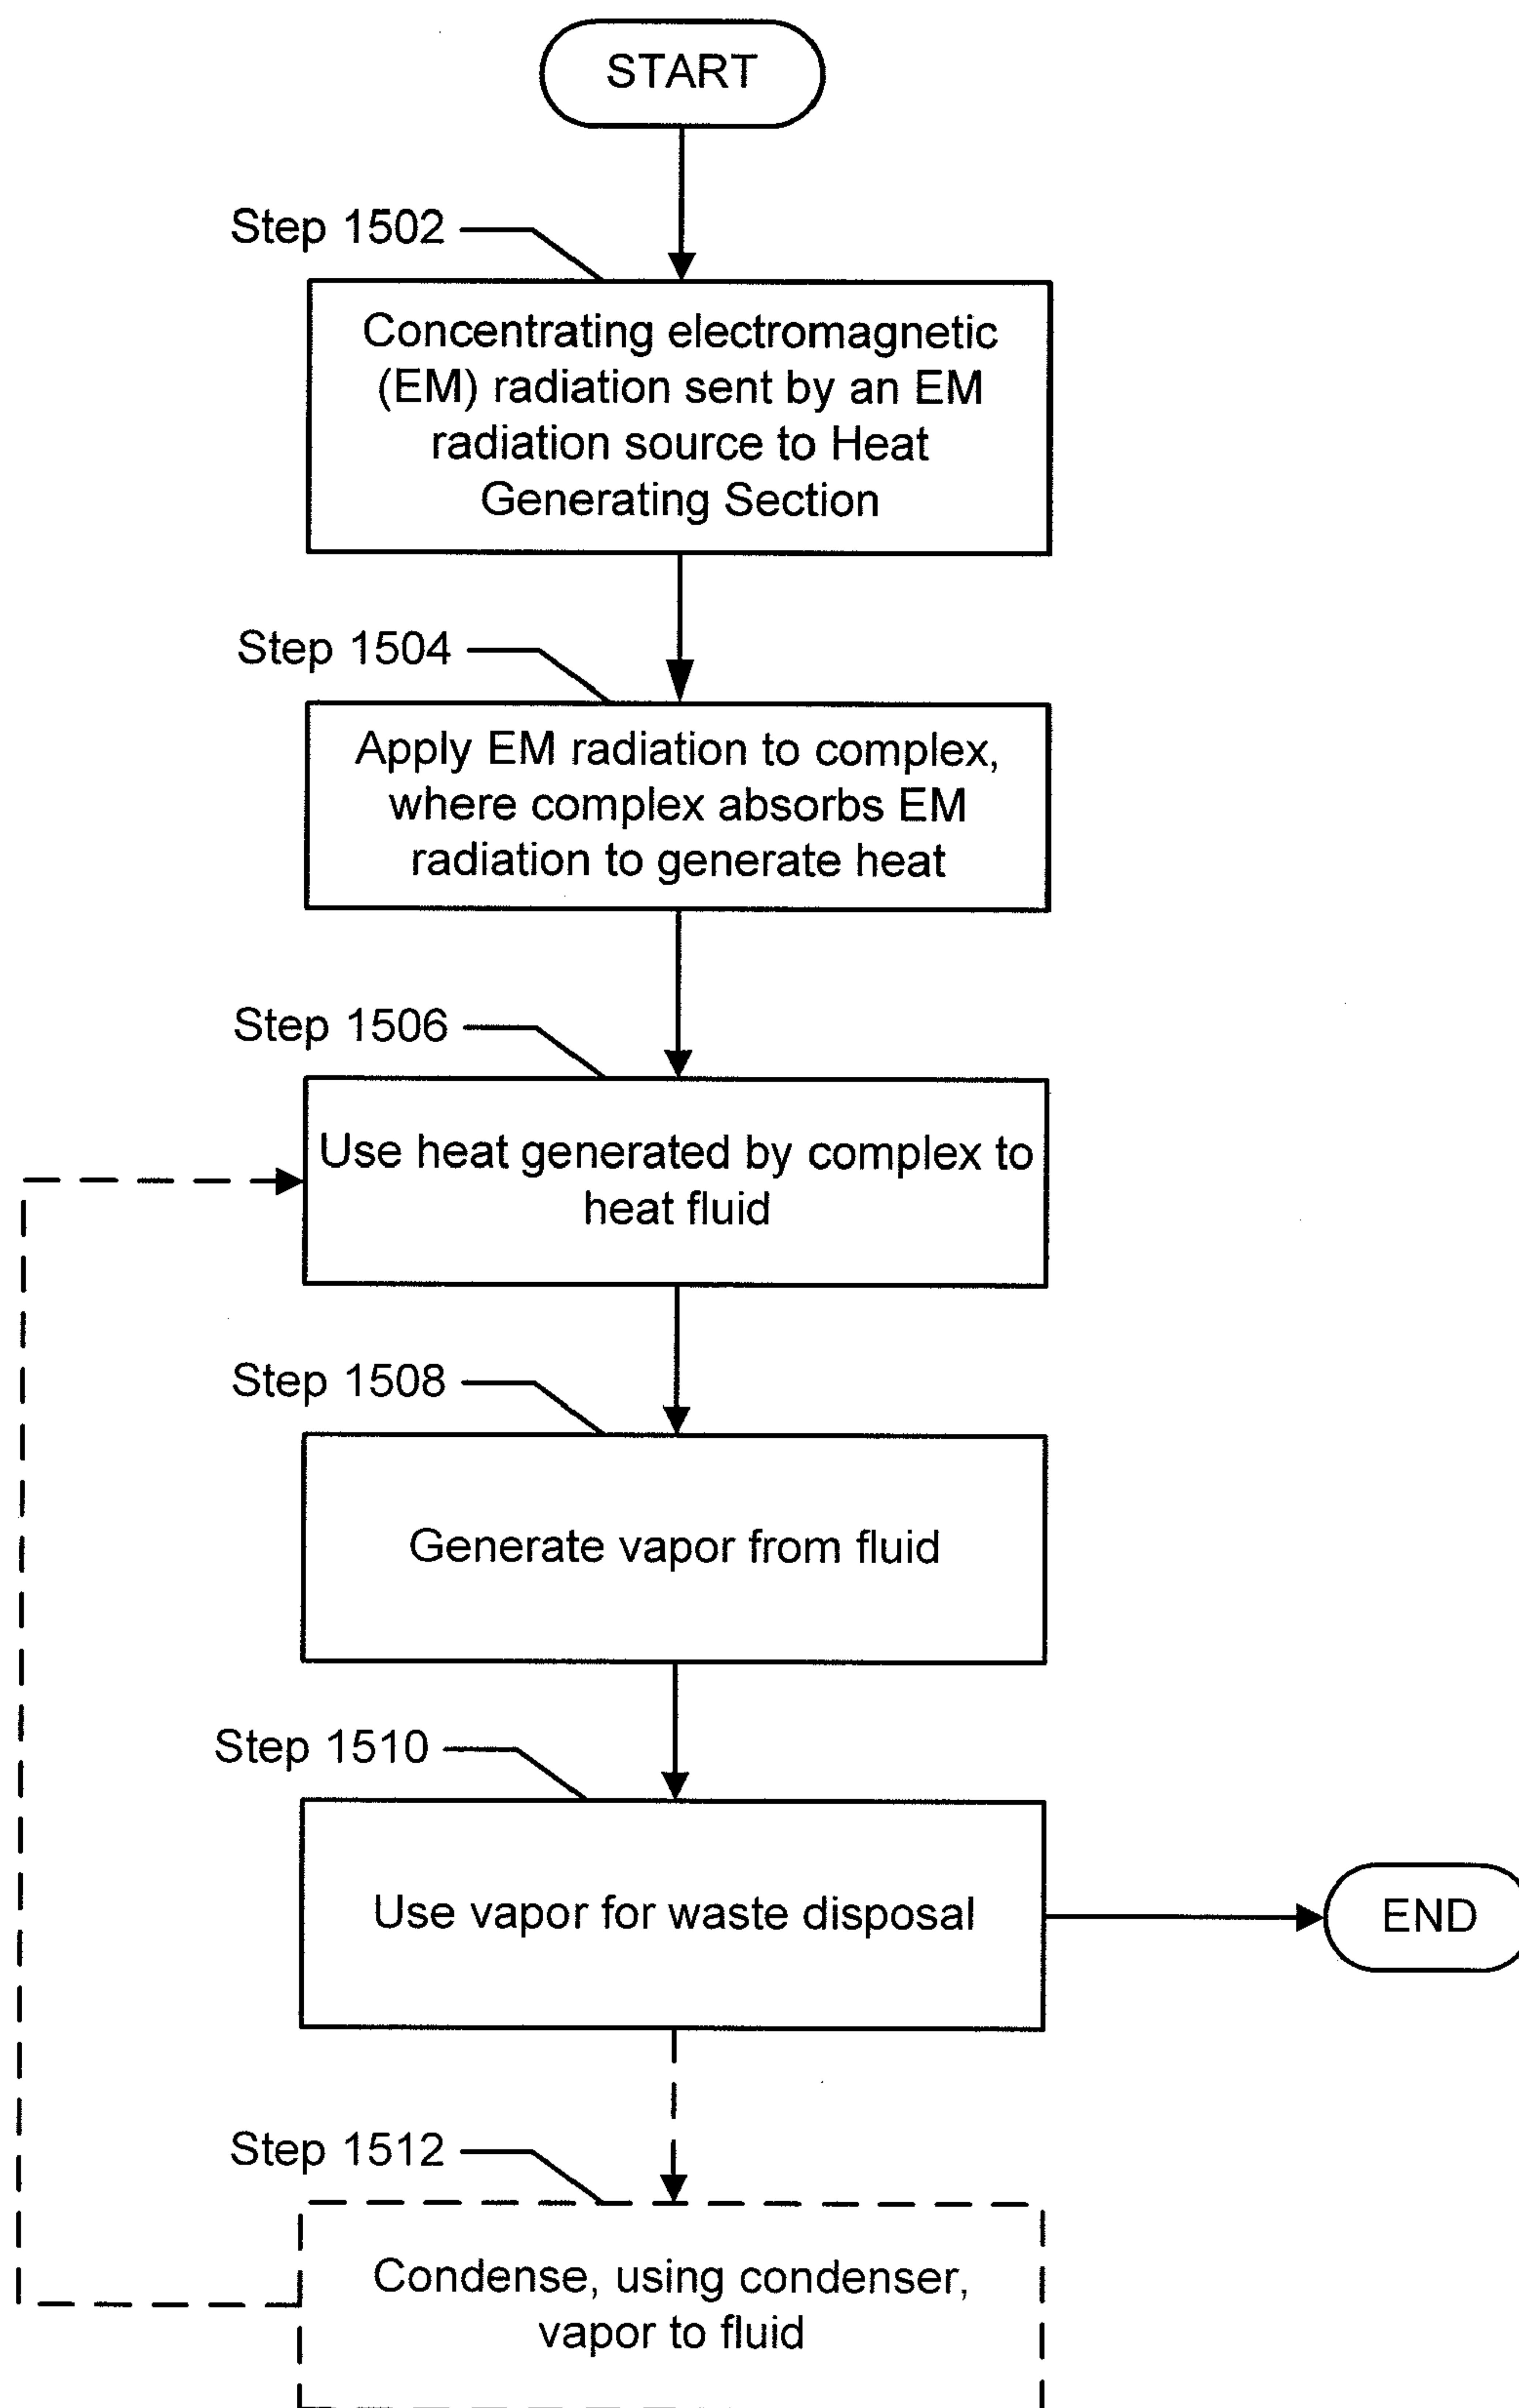 START
Step 1502
Concentrating electromagnetic
(EM) radiation sent by an EM
radiation source to Heat
Generating Section
Step 1504
Apply EM radiation to complex,
where complex absorbs EM
radiation to generate heat
Step 1506
Use heat generated by complex to
heat fluid
Step 1508
Generate vapor from fluid
Step 1510
Use vapor for waste disposal
END
Step 1512
Condense, using condenser,
vapor to fluid